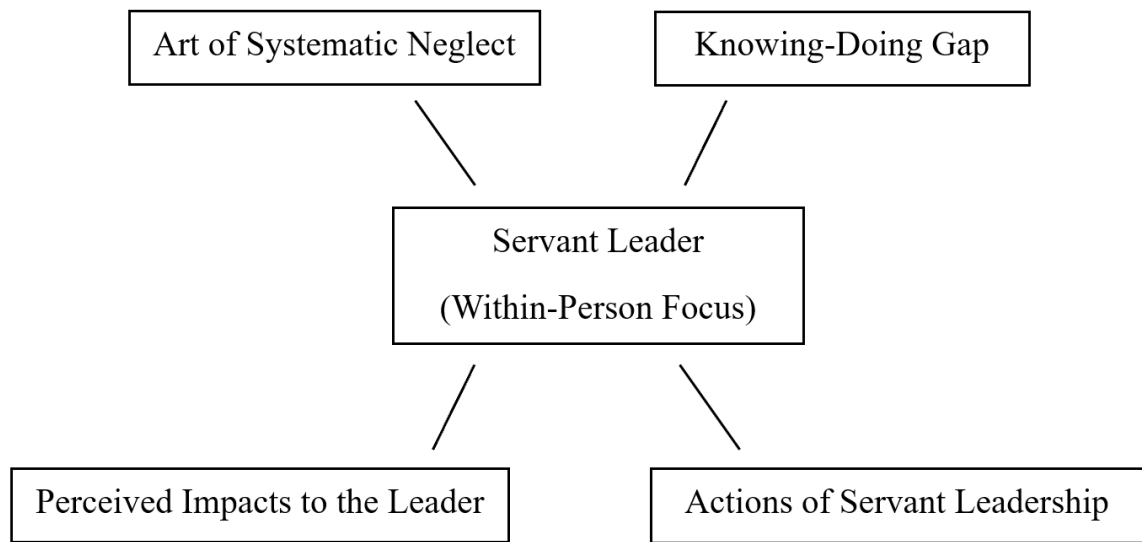 Art of Systematic Neglect
Knowing-Doing Gap
Servant Leader
(Within-Person Focus)
Perceived Impacts to the Leader
Actions of Servant Leadership